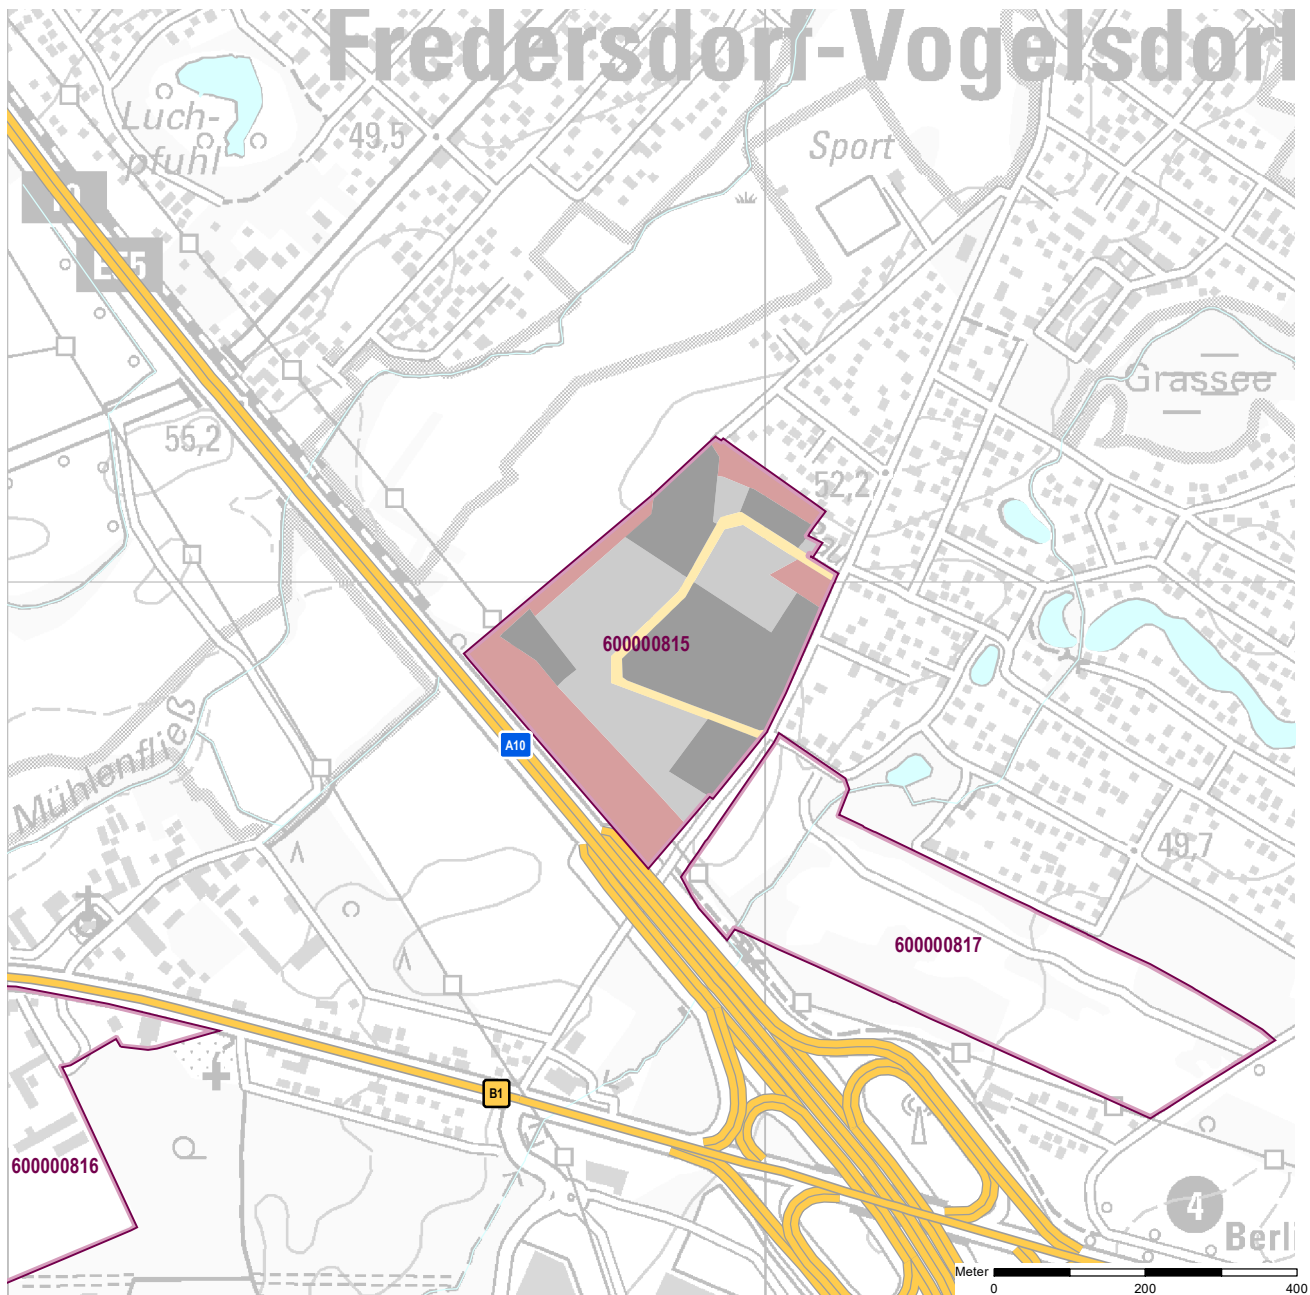 Fredersdorf-Vogelsdorf
Luch-
pfuhl
49,5
Sport
E55
Grassee
55,2
52,2
600000815
Mühlenfließ
A10
49,7
600000817
B1
600000816
4
Berli
Meter
0
200
400